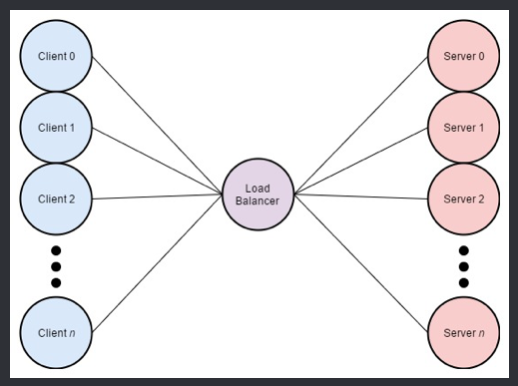 Client 0
Server 0
Client 1
Server 1
Client 2
Load
Balancer
Server 2
Client n
Server n